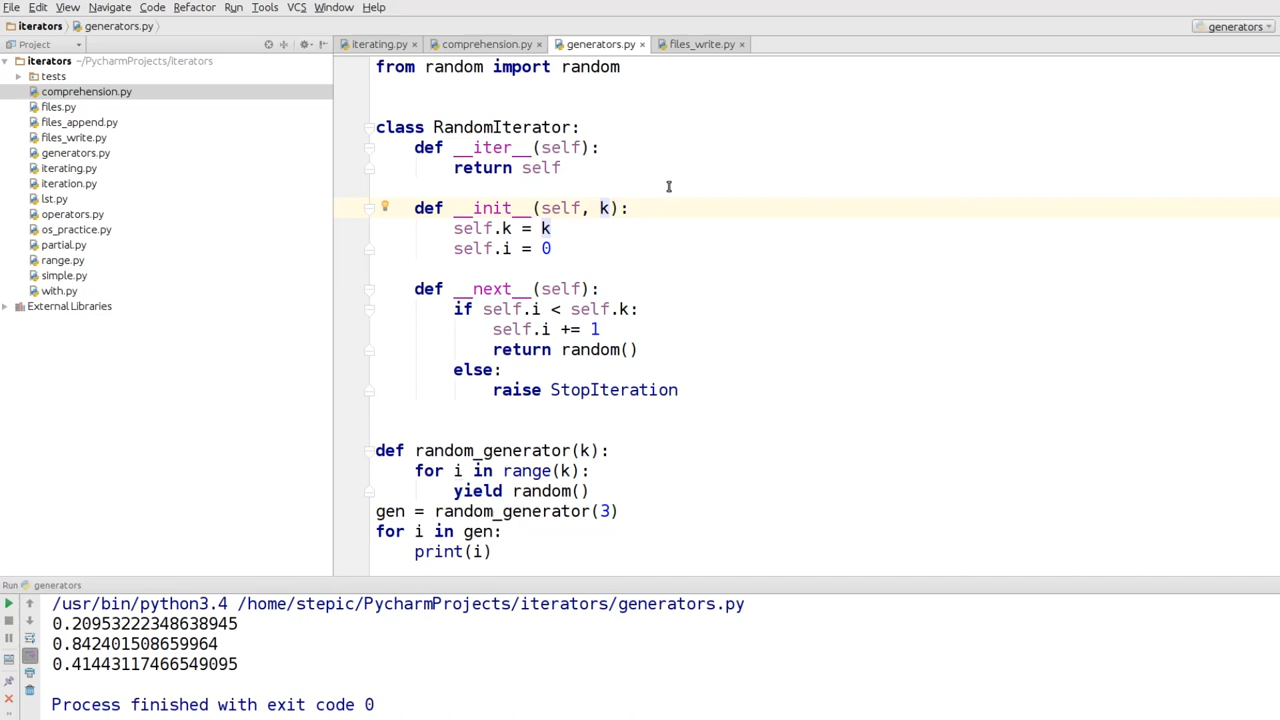 File Edit View Navigate Code Refactor Run Tools VCS Window Help
iterators generators.py generators
Project iterating.py comprehension.py generators.py files_write.py
iterators ~/PycharmProjects/iterators
tests
comprehension.py
files.py
files_append.py
files_write.py
generators.py
iterating.py
iteration.py
lst.py
operators.py
os_practice.py
partial.py
range.py
simple.py
with.py
External Libraries
from random import random
class RandomIterator:
def __iter__(self):
return self
def __init__(self, k):
self.k = k
self.i = 0
def __next__(self):
if self.i < self.k:
self.i += 1
return random()
else:
raise StopIteration
def random_generator(k):
for i in range(k):
yield random()
gen = random_generator(3)
for i in gen:
print(i)
Run generators
/usr/bin/python3.4 /home/stepic/PycharmProjects/iterators/generators.py
0.20953222348638945
0.842401508659964
0.41443117466549095
Process finished with exit code 0